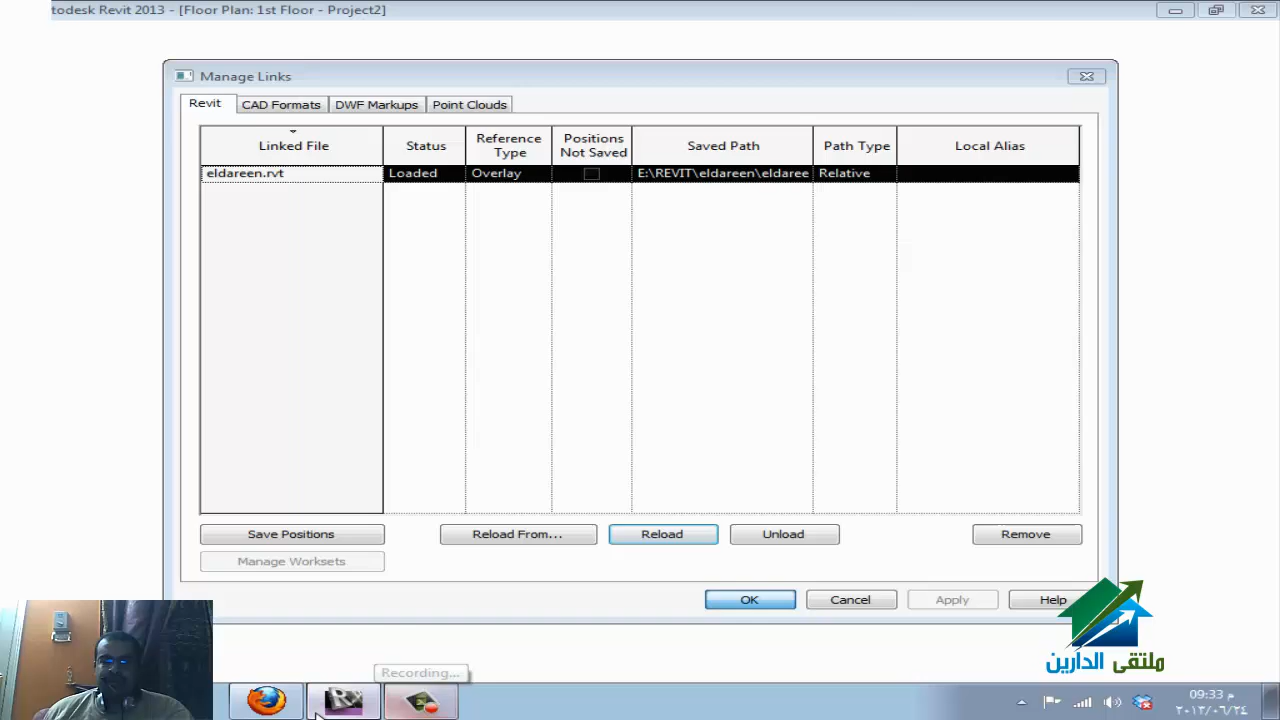 todesk Revit 2013 - [Floor Plan: 1st Floor - Project2]
Manage Links
Revit CAD Formats DWF Markups Point Clouds
Linked File Status Reference Type Positions Not Saved Saved Path Path Type Local Alias
eldareen.rvt Loaded Overlay E:\REVIT\eldareen\eldaree Relative
Save Positions Reload From... Reload Unload Remove
Manage Worksets
OK Cancel Apply Help
ملتقى الدارين
Recording...
09:33 م
٢٠١٣/٠٦/٢٤